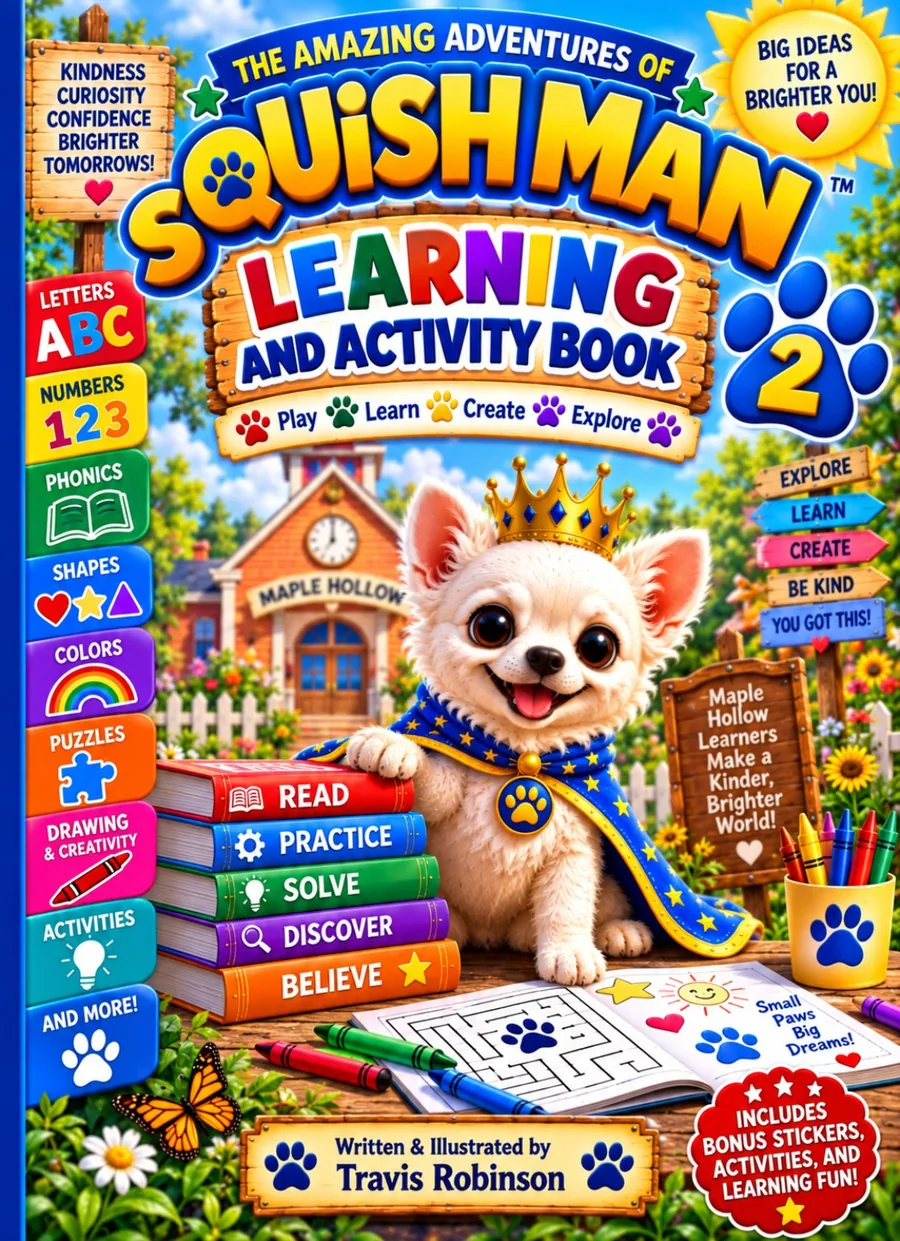 THE AMAZING ADVENTURES OF
SQUiSH MAN
TM
LEARNING
AND ACTIVITY BOOK
2
Play Learn Create Explore
KINDNESS
CURIOSITY
CONFIDENCE
BRIGHTER
TOMORROWS!
BIG IDEAS
FOR A
BRIGHTER YOU!
LETTERS
ABC
NUMBERS
123
PHONICS
SHAPES
COLORS
PUZZLES
DRAWING
& CREATIVITY
ACTIVITIES
AND MORE!
MAPLE HOLLOW
EXPLORE
LEARN
CREATE
BE KIND
YOU GOT THIS!
Maple
Hollow
Learners
Make a
Kinder,
Brighter
World!
READ
PRACTICE
SOLVE
DISCOVER
BELIEVE
Small
Paws
Big
Dreams!
Written & Illustrated by
Travis Robinson
INCLUDES
BONUS STICKERS,
ACTIVITIES, AND
LEARNING FUN!